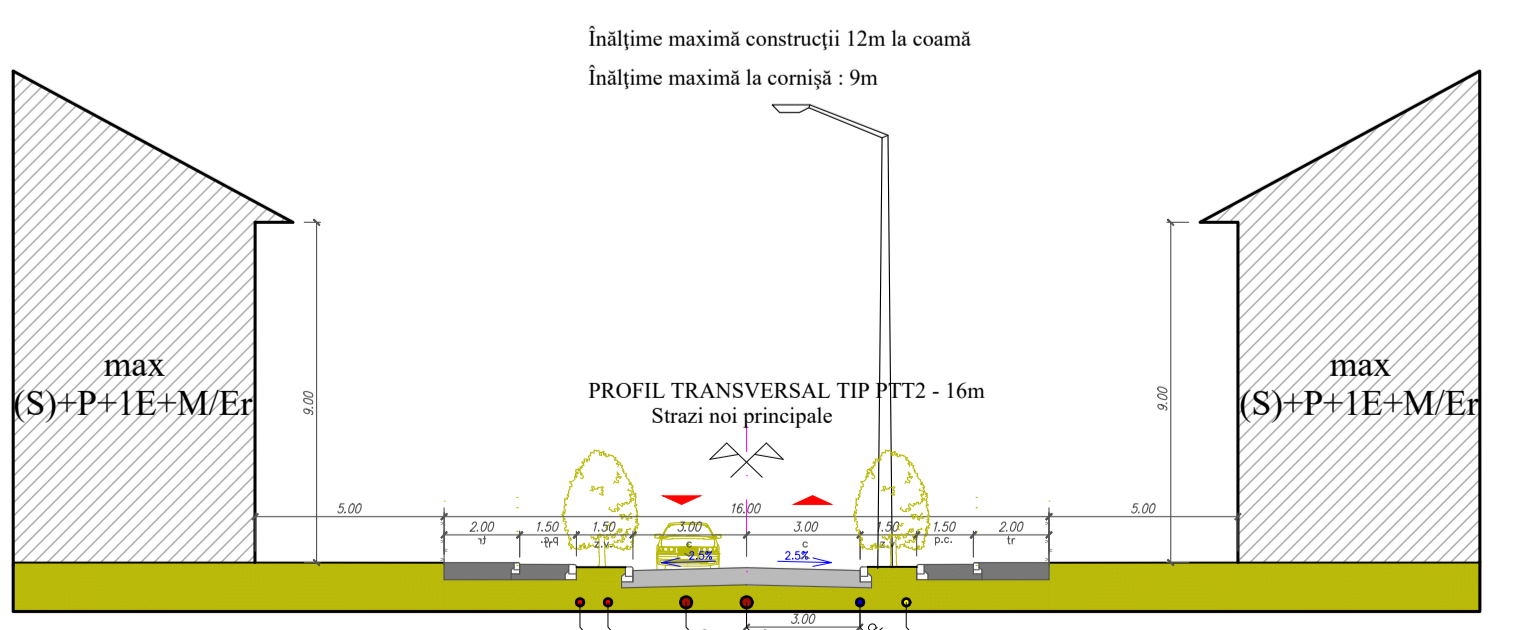 Înălţime maximă construcţii 12m la coamă
Înălţime maximă la cornişă : 9m
max
(S)+P+1E+M/Er
9.00
PROFIL TRANSVERSAL TIP PTT2 - 16m
Strazi noi principale
9.00
max
(S)+P+1E+M/Er
5.00
16.00
5.00
2.00 1.50 1.50 3.00 3.00 1.50 1.50 2.00
z.v. c c z.v. p.c. tr
2.5% 2.5%
3.00